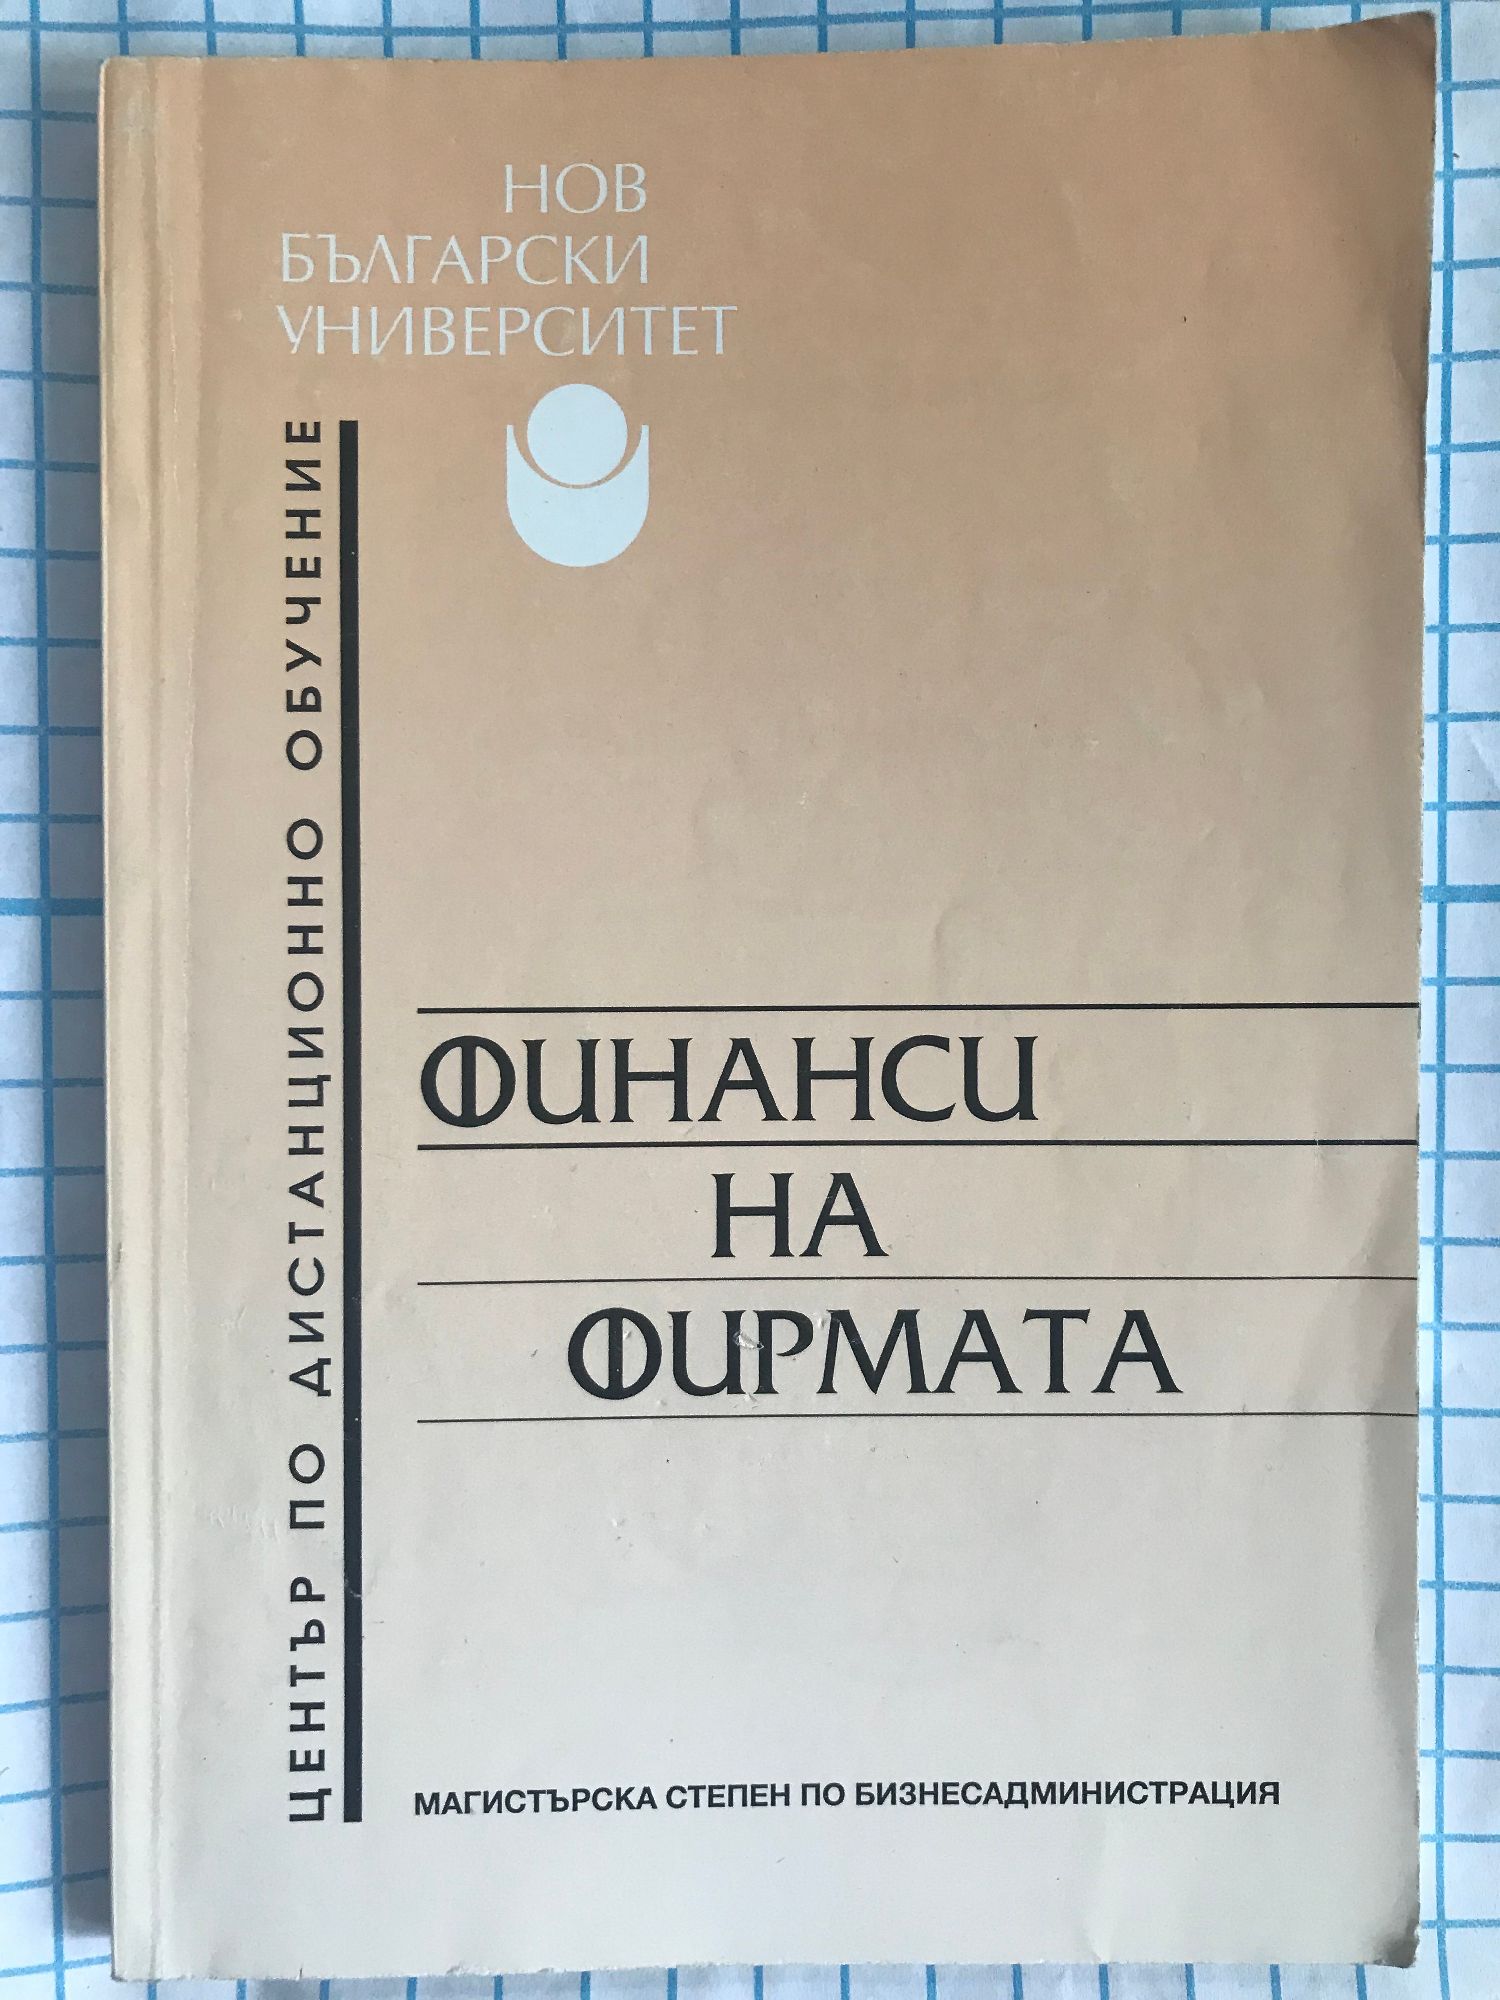 НОВ
БЪЛГАРСКИ
УНИВЕРСИТЕТ
ЦЕНТЪР ПО ДИСТАНЦИОННО ОБУЧЕНИЕ
ФИНАНСИ
НА
ФИРМАТА
МАГИСТЪРСКА СТЕПЕН ПО БИЗНЕСАДМИНИСТРАЦИЯ